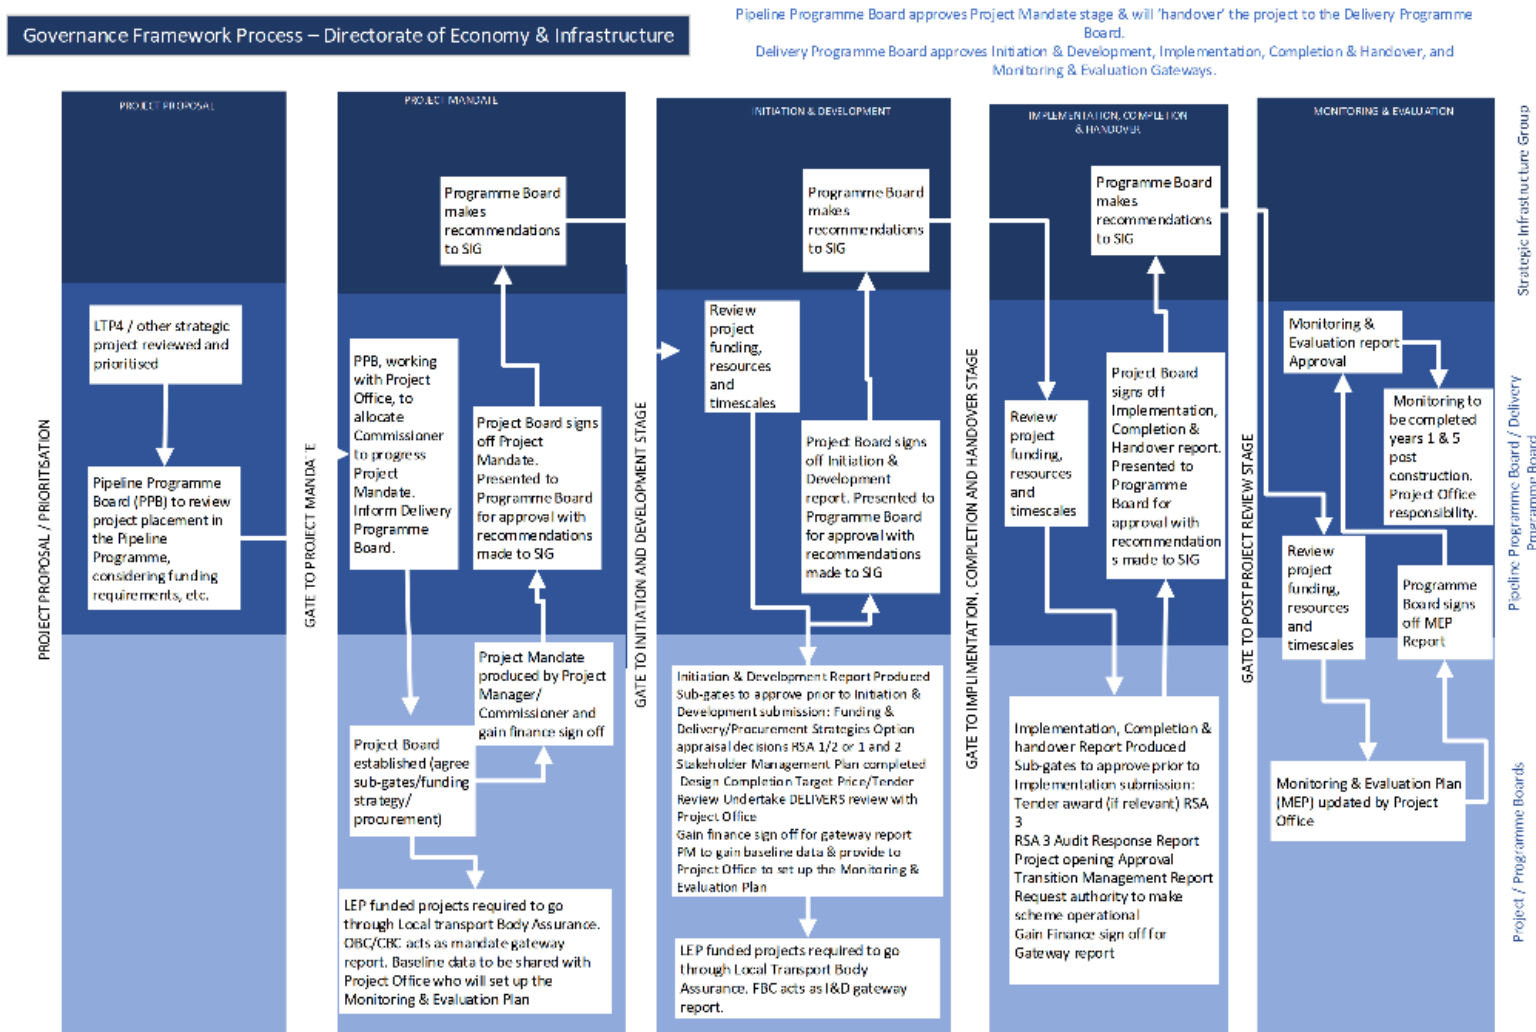 Governance Framework Process – Directorate of Economy & Infrastructure
Pipeline Programme Board approves Project Mandate stage & will 'handover' the project to the Delivery Programme
Board.
Delivery Programme Board approves Initiation & Development, Implementation, Completion & Handover, and
Monitoring & Evaluation Gateways.
PROJECT PROPOSAL / PRIORITISATION
PROJECT PROPOSAL
LTP4 / other strategic
project reviewed and
prioritised
Pipeline Programme
Board (PPB) to review
project placement in
the Pipeline
Programme,
considering funding
requirements, etc.
GATE TO PROJECT MANDATE
PROJECT MANDATE
Programme Board
makes
recommendations
to SIG
PPB, working
with Project
Office, to
allocate
Commissioner
to progress
Project
Mandate.
Inform Delivery
Programme
Board.
Project Board signs
off Project
Mandate.
Presented to
Programme Board
for approval with
recommendations
made to SIG
Project Mandate
produced by Project
Manager/
Commissioner and
gain finance sign off
Project Board
established (agree
sub-gates/funding
strategy/
procurement)
LEP funded projects required to go
through Local transport Body Assurance.
OBC/CBC acts as mandate gateway
report. Baseline data to be shared with
Project Office who will set up the
Monitoring & Evaluation Plan
GATE TO INITIATION AND DEVELOPMENT STAGE
INITIATION & DEVELOPMENT
Programme Board
makes
recommendations
to SIG
Review
project
funding,
resources
and
timescales
Project Board signs
off Initiation &
Development
report. Presented to
Programme Board
for approval with
recommendations
made to SIG
Initiation & Development Report Produced
Sub-gates to approve prior to Initiation &
Development submission: Funding &
Delivery/Procurement Strategies Option
appraisal decisions RSA 1/2 or 1 and 2
Stakeholder Management Plan completed
Design Completion Target Price/Tender
Review Undertake DELIVERS review with
Project Office
Gain finance sign off for gateway report
PM to gain baseline data & provide to
Project Office to set up the Monitoring &
Evaluation Plan
LEP funded projects required to go
through Local Transport Body
Assurance. FBC acts as I&D gateway
report.
GATE TO IMPLIMENTATION, COMPLETION AND HANDOVER STAGE
IMPLEMENTATION, COMPLETION
& HANDOVER
Programme Board
makes
recommendations
to SIG
Review
project
funding,
resources
and
timescales
Project Board
signs off
Implementation,
Completion &
Handover report.
Presented to
Programme
Board for
approval with
recommendation
s made to SIG
Implementation, Completion &
handover Report Produced
Sub-gates to approve prior to
Implementation submission:
Tender award (if relevant) RSA
3
RSA 3 Audit Response Report
Project opening Approval
Transition Management Report
Request authority to make
scheme operational
Gain Finance sign off for
Gateway report
GATE TO POST PROJECT REVIEW STAGE
MONITORING & EVALUATION
Monitoring &
Evaluation report
Approval
Monitoring to
be completed
years 1 & 5
post
construction.
Project Office
responsibility.
Review
project
funding,
resources
and
timescales
Programme
Board signs
off MEP
Report
Monitoring & Evaluation Plan
(MEP) updated by Project
Office
Strategic Infrastructure Group
Pipeline Programme Board / Delivery
Programme Board
Project / Programme Boards